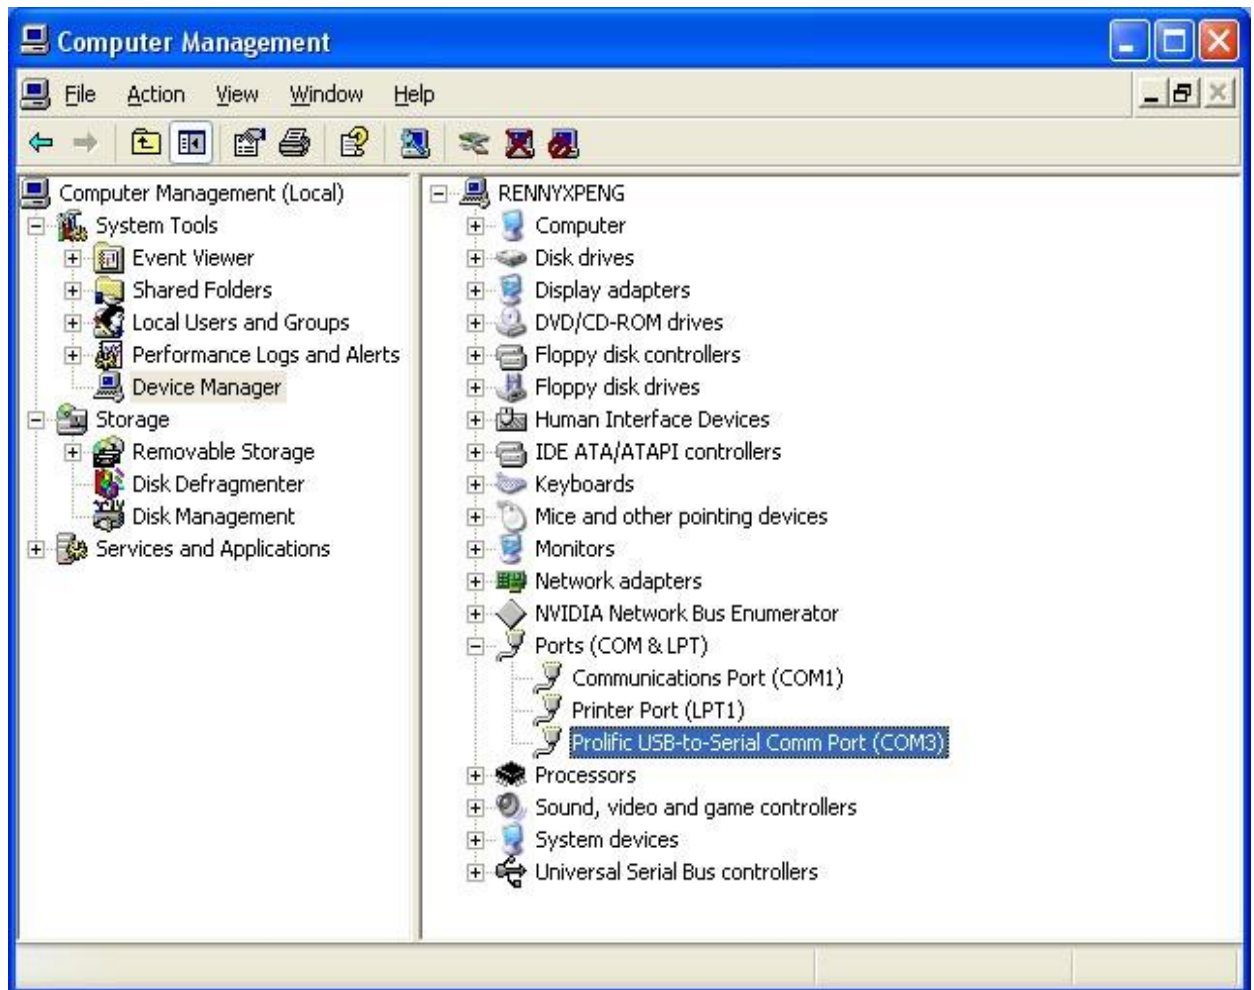 Computer Management
File Action View Window Help
Computer Management (Local)
System Tools
Event Viewer
Shared Folders
Local Users and Groups
Performance Logs and Alerts
Device Manager
Storage
Removable Storage
Disk Defragmenter
Disk Management
Services and Applications
RENNYXPENG
Computer
Disk drives
Display adapters
DVD/CD-ROM drives
Floppy disk controllers
Floppy disk drives
Human Interface Devices
IDE ATA/ATAPI controllers
Keyboards
Mice and other pointing devices
Monitors
Network adapters
NVIDIA Network Bus Enumerator
Ports (COM & LPT)
Communications Port (COM1)
Printer Port (LPT1)
Prolific USB-to-Serial Comm Port (COM3)
Processors
Sound, video and game controllers
System devices
Universal Serial Bus controllers